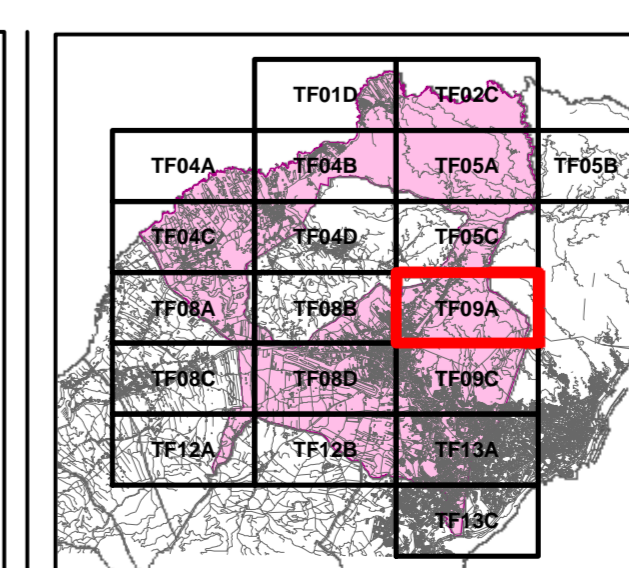 TF01D TF02C
TF04A TF04B TF05A TF05B
TF04C TF04D TF05C
TF08A TF08B TF09A
TF08C TF08D TF09C
TF12A TF12B TF13A
TF13C